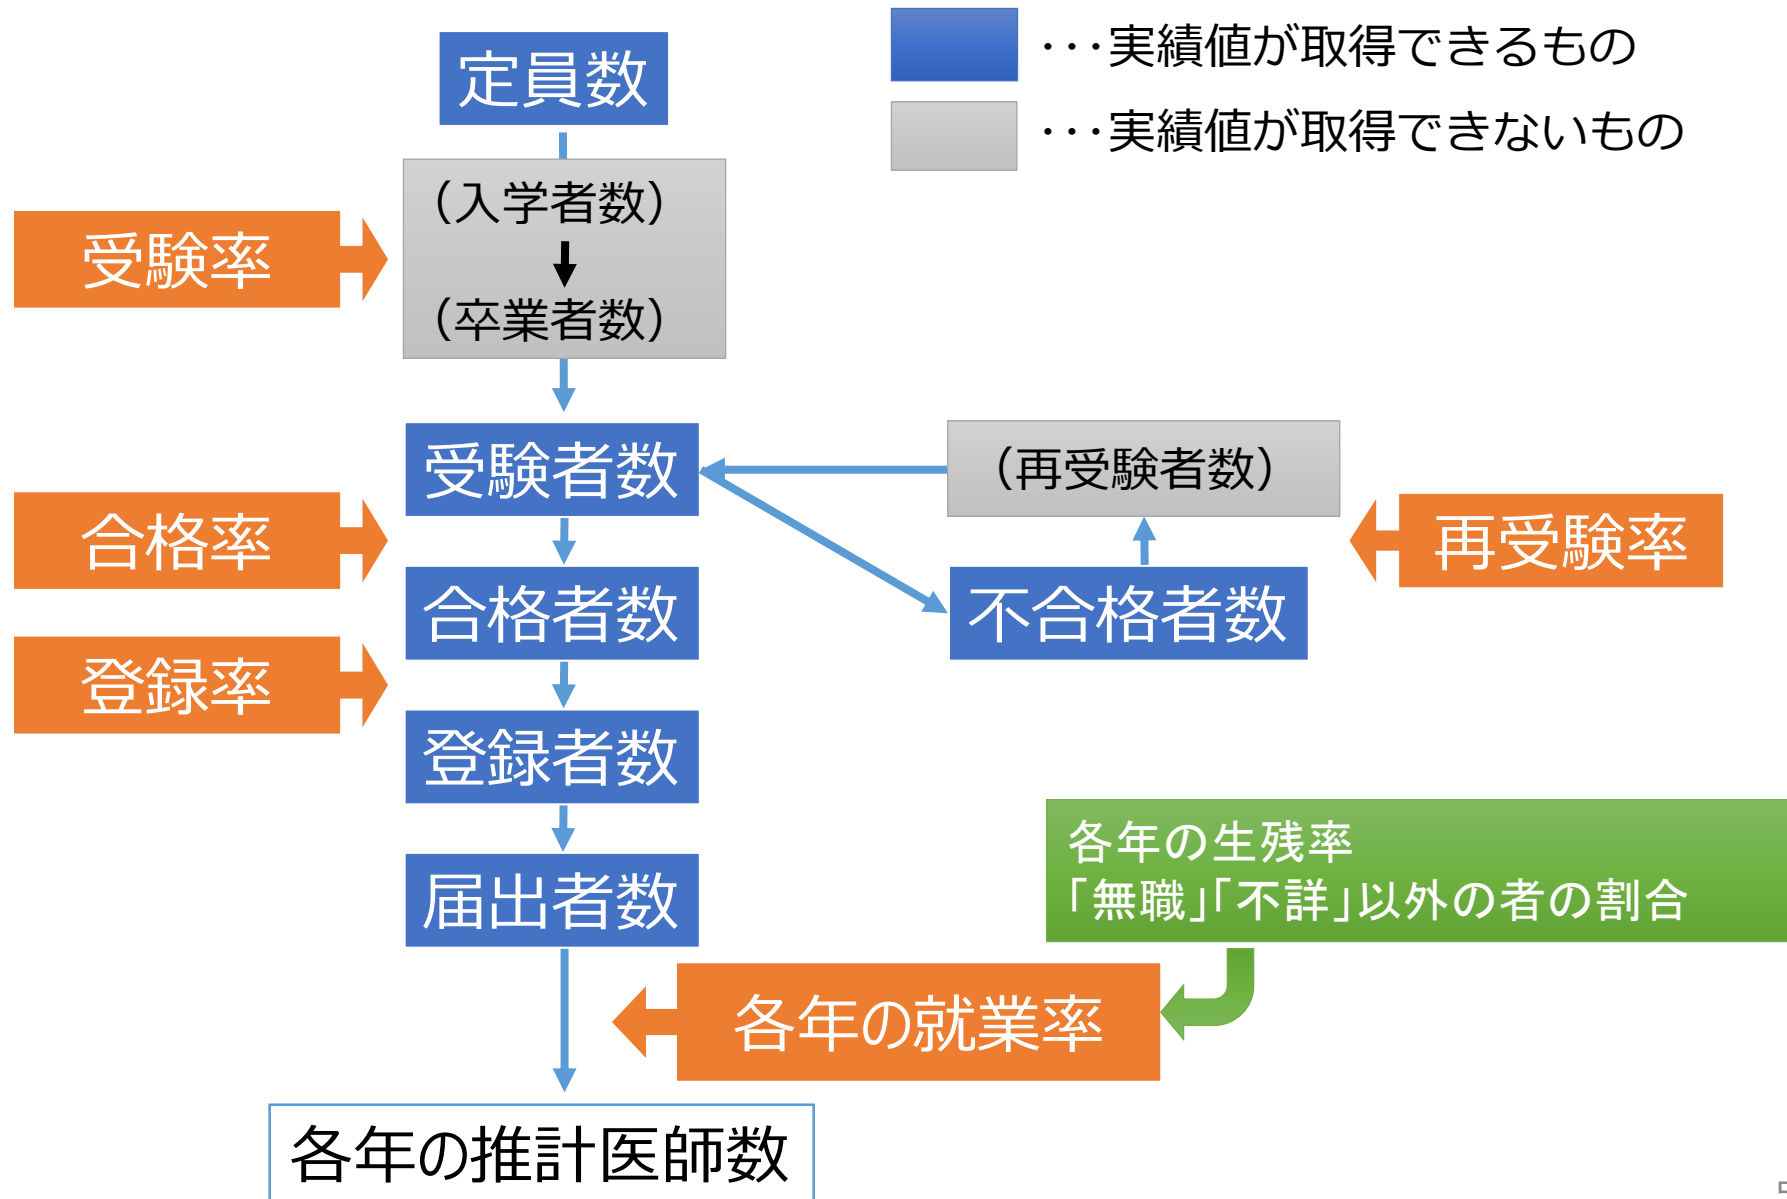 定員数
･･･実績値が取得できるもの
･･･実績値が取得できないもの
（入学者数）
（卒業者数）
受験率
受験者数
（再受験者数）
合格率
再受験率
合格者数
不合格者数
登録率
登録者数
届出者数
各年の生残率
「無職」「不詳」以外の者の割合
各年の就業率
各年の推計医師数